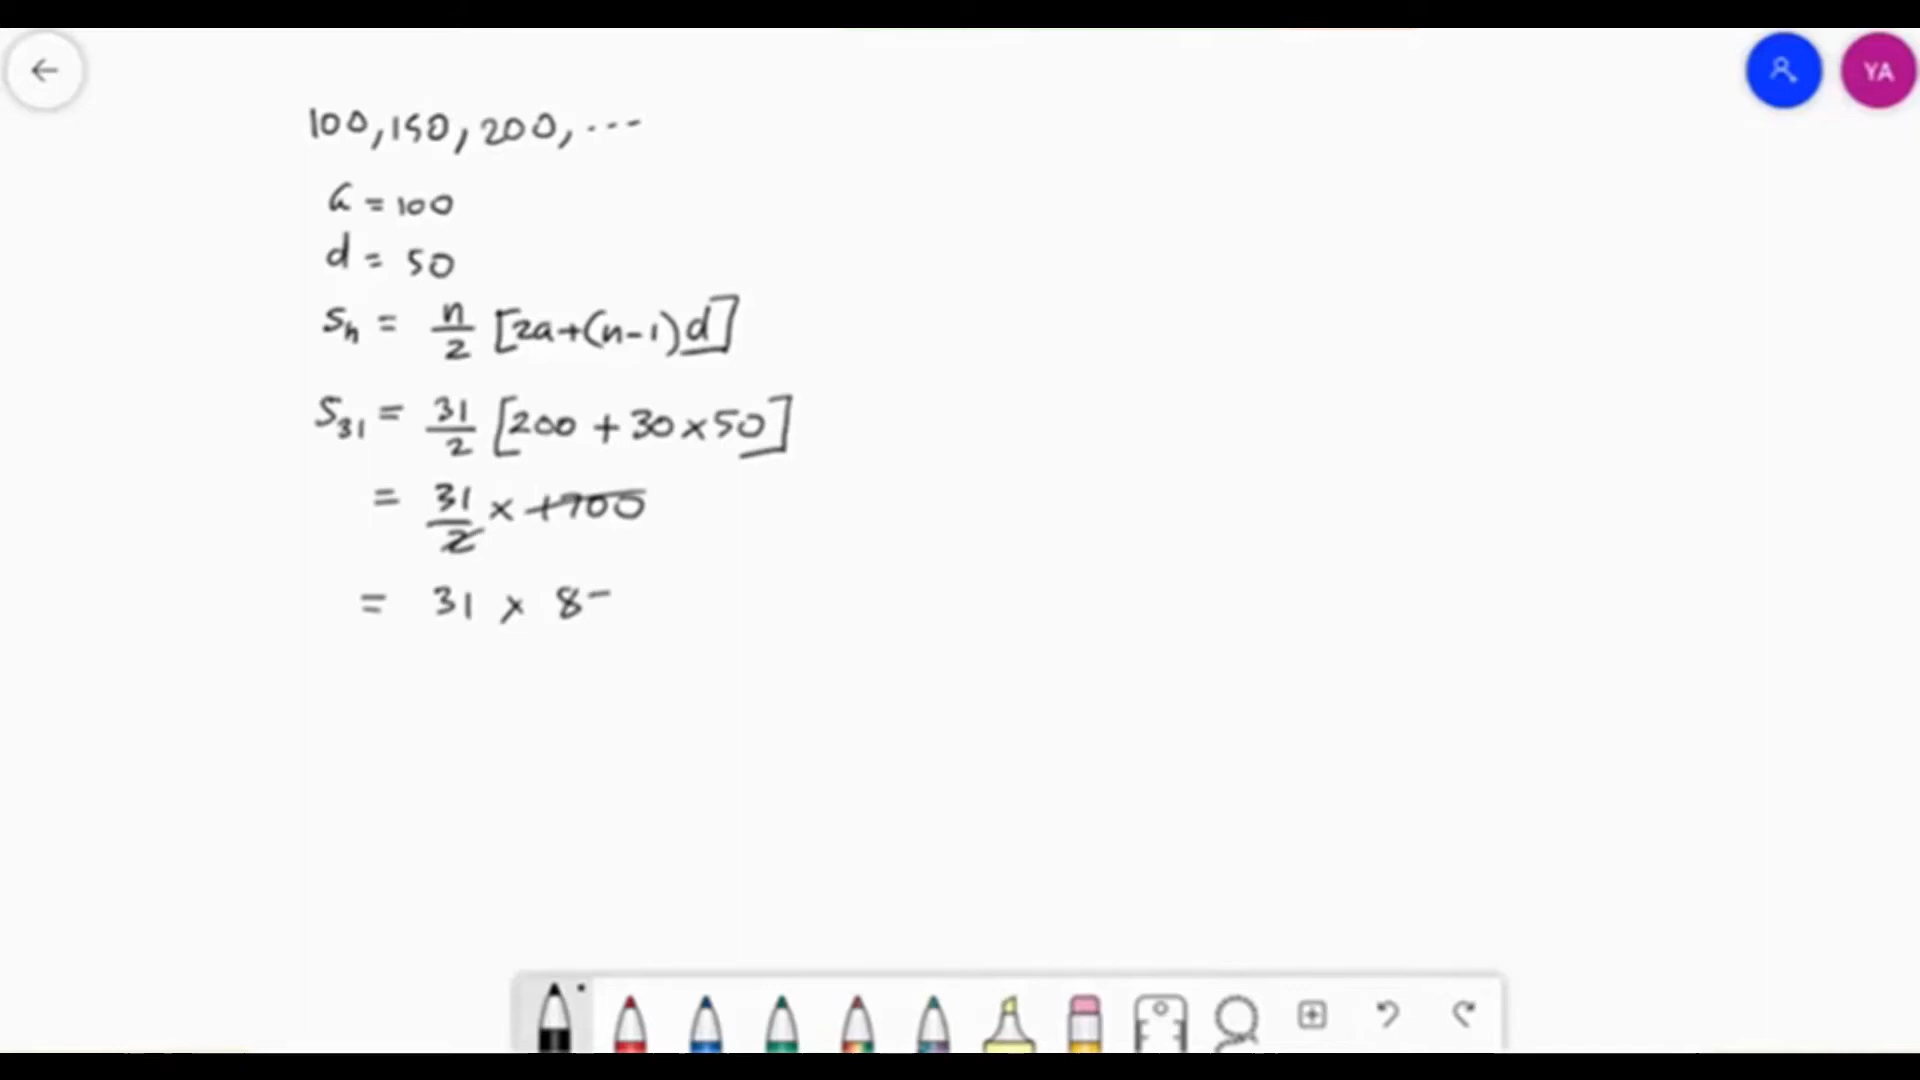 YA
100, 150, 200, ...
a = 100
d = 50
Sn = n/2 [2a+(n-1)d]
S31 = 31/2 [200 + 30 x 50]
= 31/2 x 1700
= 31 x 8